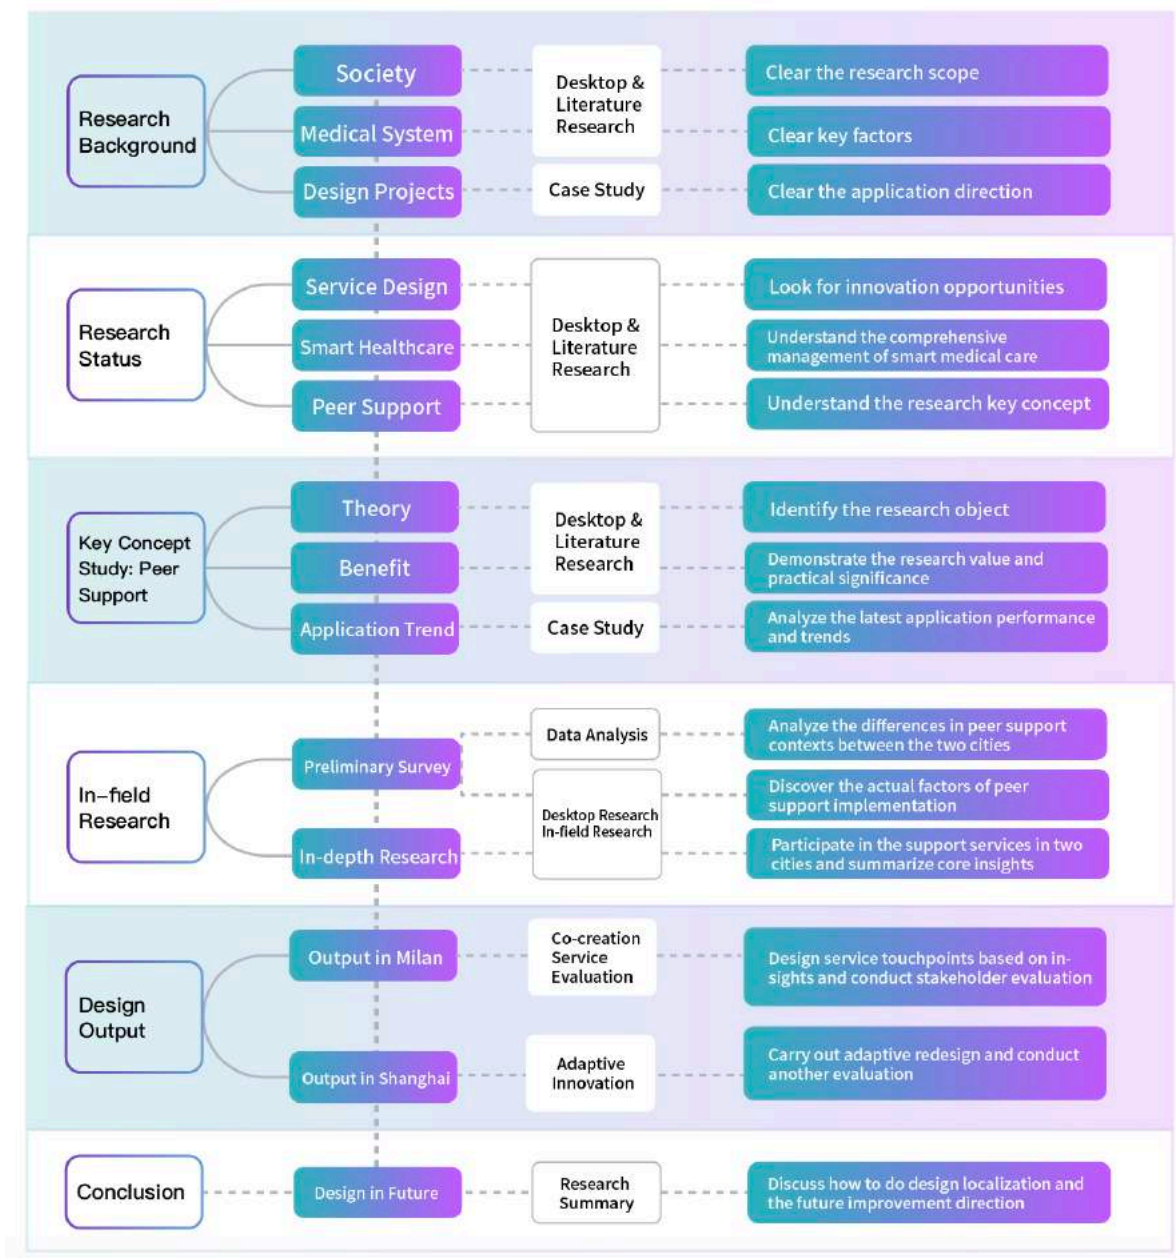 Research
Background
Society
Medical System
Design Projects
Desktop &
Literature
Research
Case Study
Clear the research scope
Clear key factors
Clear the application direction
Research
Status
Service Design
Smart Healthcare
Peer Support
Desktop &
Literature
Research
Look for innovation opportunities
Understand the comprehensive
management of smart medical care
Understand the research key concept
Key Concept
Study: Peer
Support
Theory
Benefit
Application Trend
Desktop &
Literature
Research
Case Study
Identify the research object
Demonstrate the research value and
practical significance
Analyze the latest application performance
and trends
In-field
Research
Preliminary Survey
In-depth Research
Data Analysis
Desktop Research
In-field Research
Analyze the differences in peer support
contexts between the two cities
Discover the actual factors of peer
support implementation
Participate in the support services in two
cities and summarize core insights
Design
Output
Output in Milan
Output in Shanghai
Co-creation
Service
Evaluation
Adaptive
Innovation
Design service touchpoints based on in-
sights and conduct stakeholder evaluation
Carry out adaptive redesign and conduct
another evaluation
Conclusion
Design in Future
Research
Summary
Discuss how to do design localization and
the future improvement direction